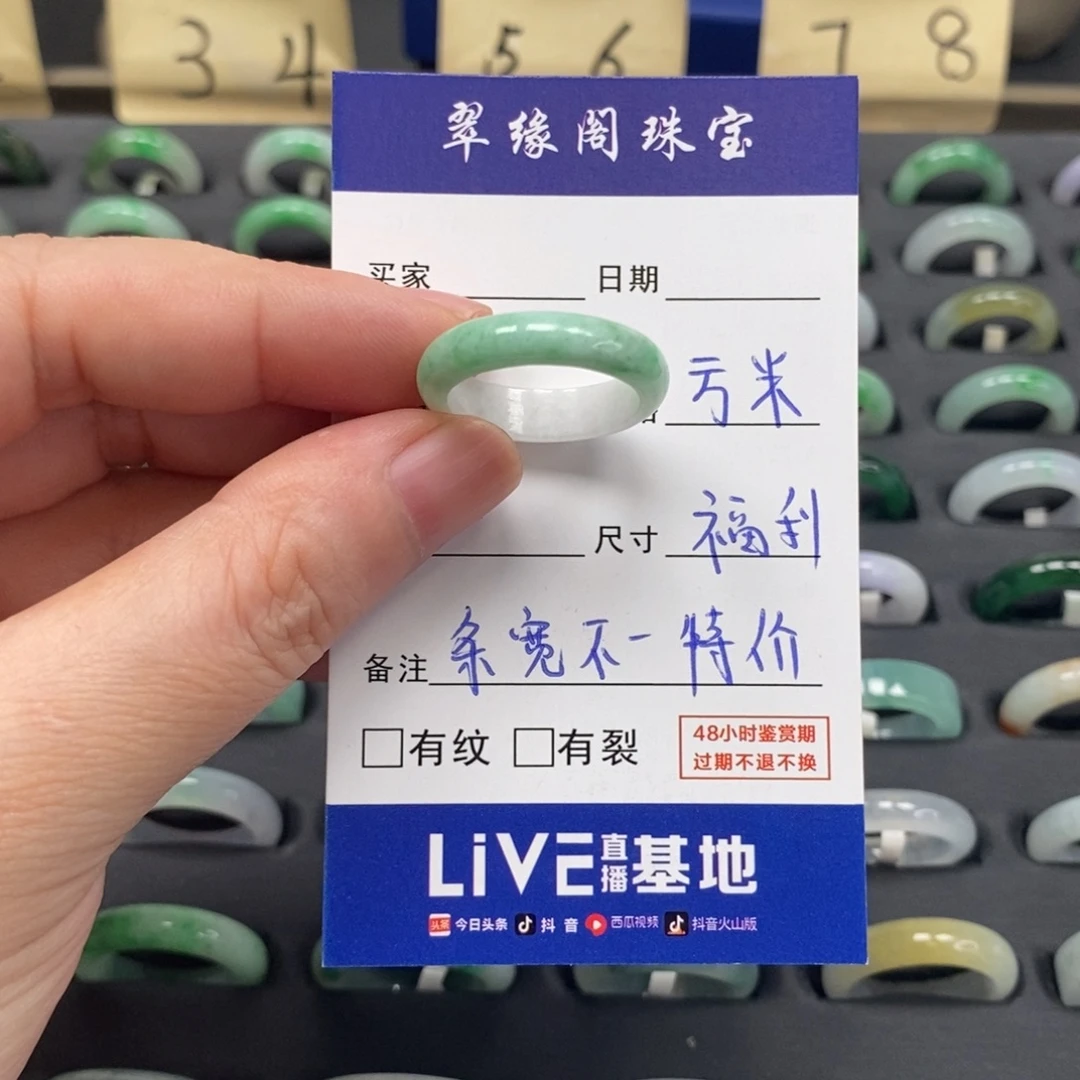 3 4 5 6 7 8
翠缘阁珠宝
买家 日期
亏米
尺寸 福利
备注 条宽不一 特价
□有纹 □有裂
48小时鉴赏期
过期不退不换
LiVE直播基地
头条 今日头条 抖音 西瓜视频 抖音火山版